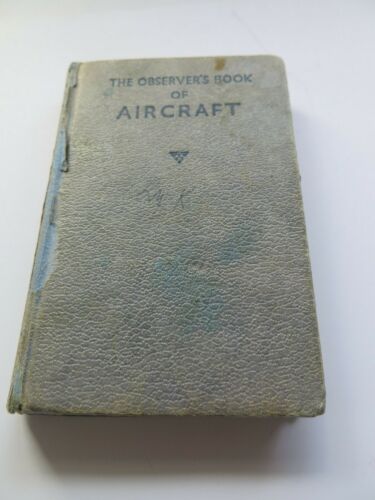 THE OBSERVER'S BOOK
OF
AIRCRAFT